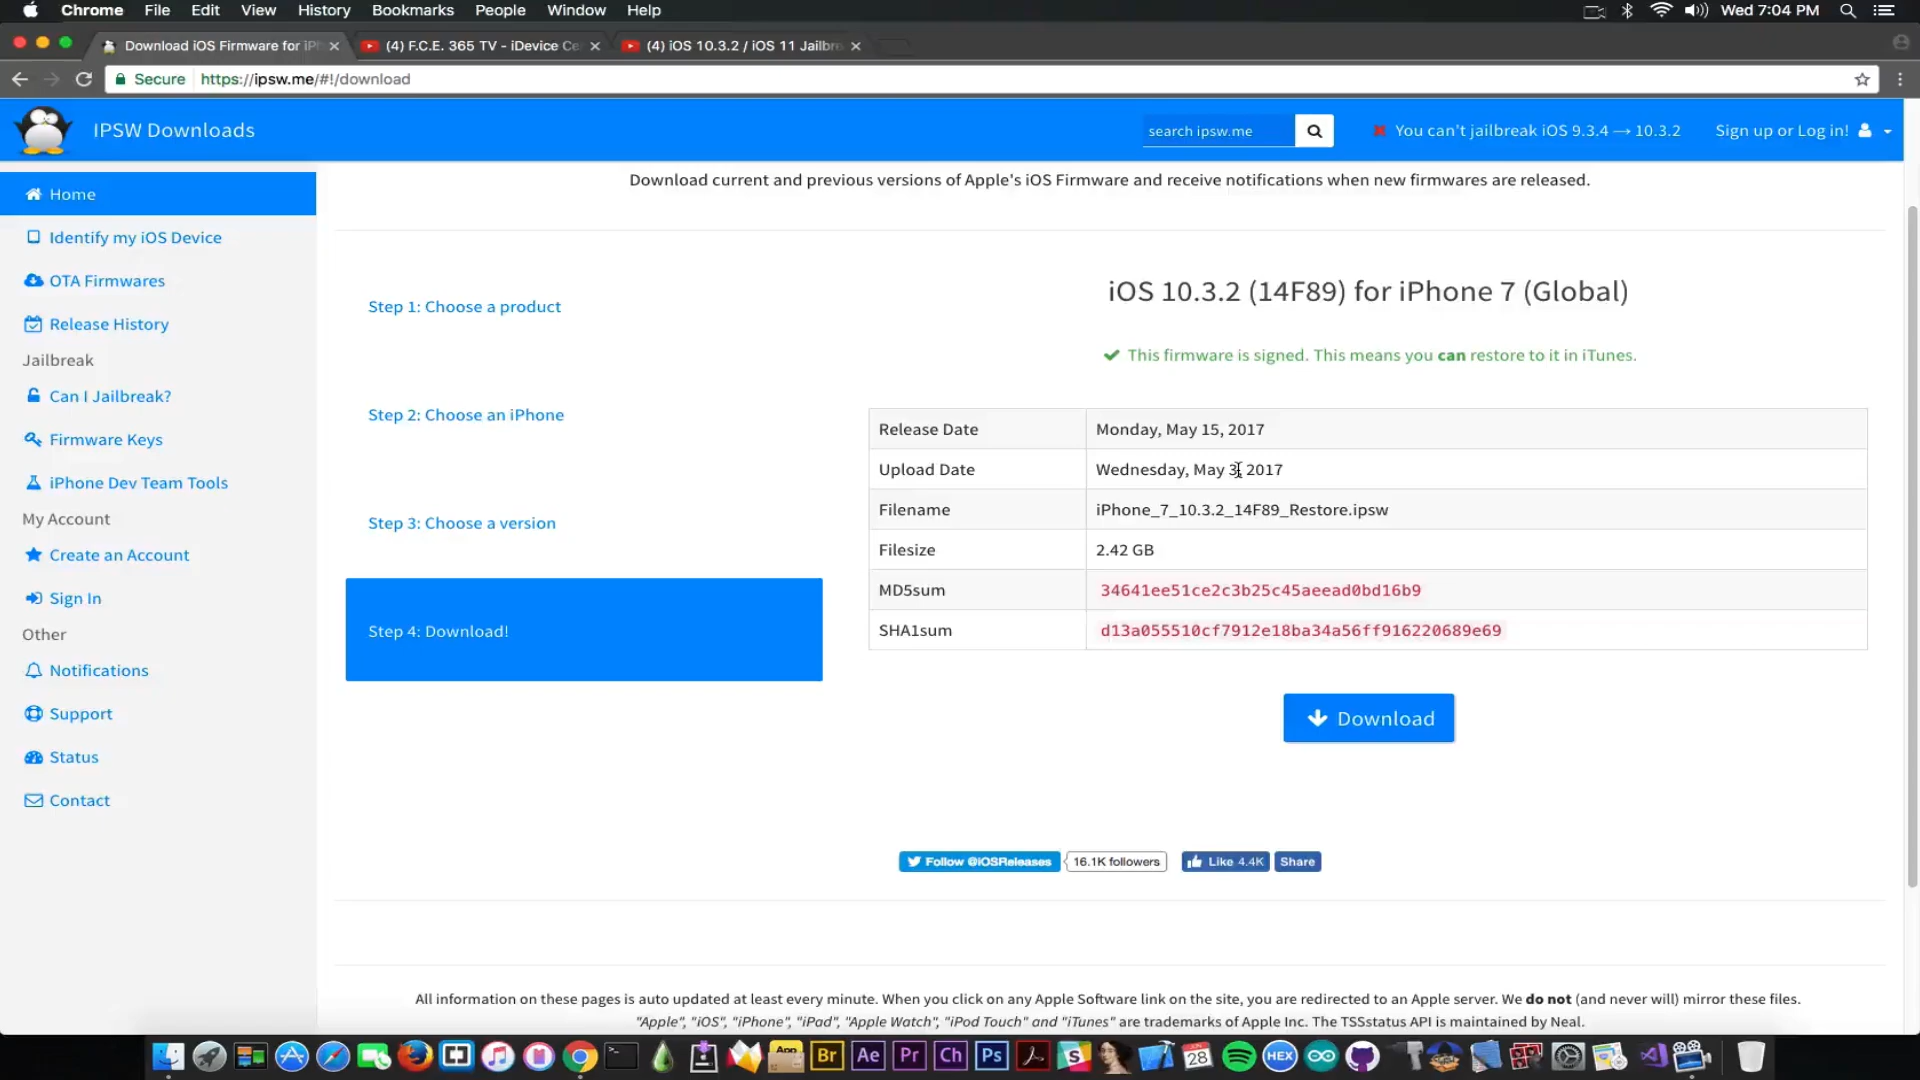 Chrome File Edit View History Bookmarks People Window Help Wed 7:04 PM
Download iOS Firmware for iP (4) F.C.E. 365 TV - iDevice Ce (4) iOS 10.3.2 / iOS 11 Jailbr
Secure https://ipsw.me/#!/download
IPSW Downloads search ipsw.me You can't jailbreak iOS 9.3.4 → 10.3.2 Sign up or Log in!
Download current and previous versions of Apple's iOS Firmware and receive notifications when new firmwares are released.
Home
Identify my iOS Device
OTA Firmwares
Release History
Jailbreak
Can I Jailbreak?
Firmware Keys
iPhone Dev Team Tools
My Account
Create an Account
Sign In
Other
Notifications
Support
Status
Contact
Step 1: Choose a product
Step 2: Choose an iPhone
Step 3: Choose a version
Step 4: Download!
iOS 10.3.2 (14F89) for iPhone 7 (Global)
This firmware is signed. This means you can restore to it in iTunes.
Release Date Monday, May 15, 2017
Upload Date Wednesday, May 3, 2017
Filename iPhone_7_10.3.2_14F89_Restore.ipsw
Filesize 2.42 GB
MD5sum 34641ee51ce2c3b25c45aeead0bd16b9
SHA1sum d13a055510cf7912e18ba34a56ff916220689e69
Download
Follow @iOSReleases 16.1K followers Like 4.4K Share
All information on these pages is auto updated at least every minute. When you click on any Apple Software link on the site, you are redirected to an Apple server. We do not (and never will) mirror these files.
"Apple", "iOS", "iPhone", "iPad", "Apple Watch", "iPod Touch" and "iTunes" are trademarks of Apple Inc. The TSSstatus API is maintained by Neal.
App Br Ae Pr Ch Ps S 28 HEX